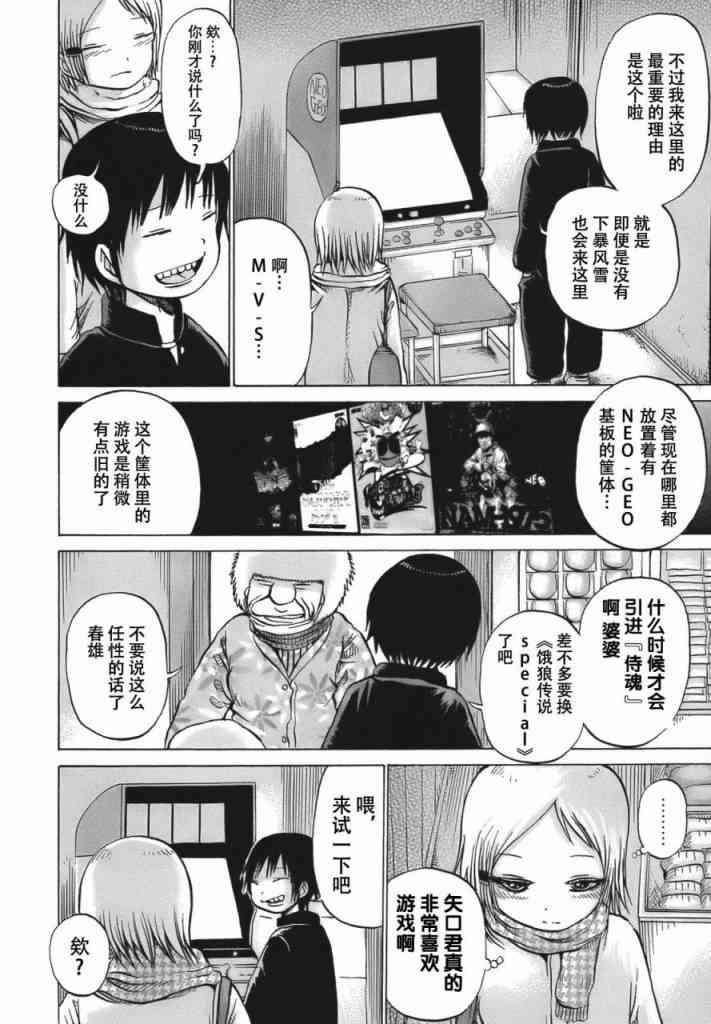 不过我来这里的
最重要的理由
是这个啦
就是
即便是没有
下暴风雪
也会来这里
NEO
GEO
啊…
M-V-S…
欸…?
你刚才说什么了吗?
没什么
尽管现在哪里都
放置着有
NEO-GEO
基板的筐体…
NAM-1975
这个筐体里的
游戏是稍微
有点旧的了
什么时候才会
引进『侍魂』
啊 婆婆
差不多要换
《饿狼传说
special》
了吧
不要说这么
任性的话了
春雄
……
矢口君真的
非常喜欢
游戏啊
喂,
来试一下吧
欸?